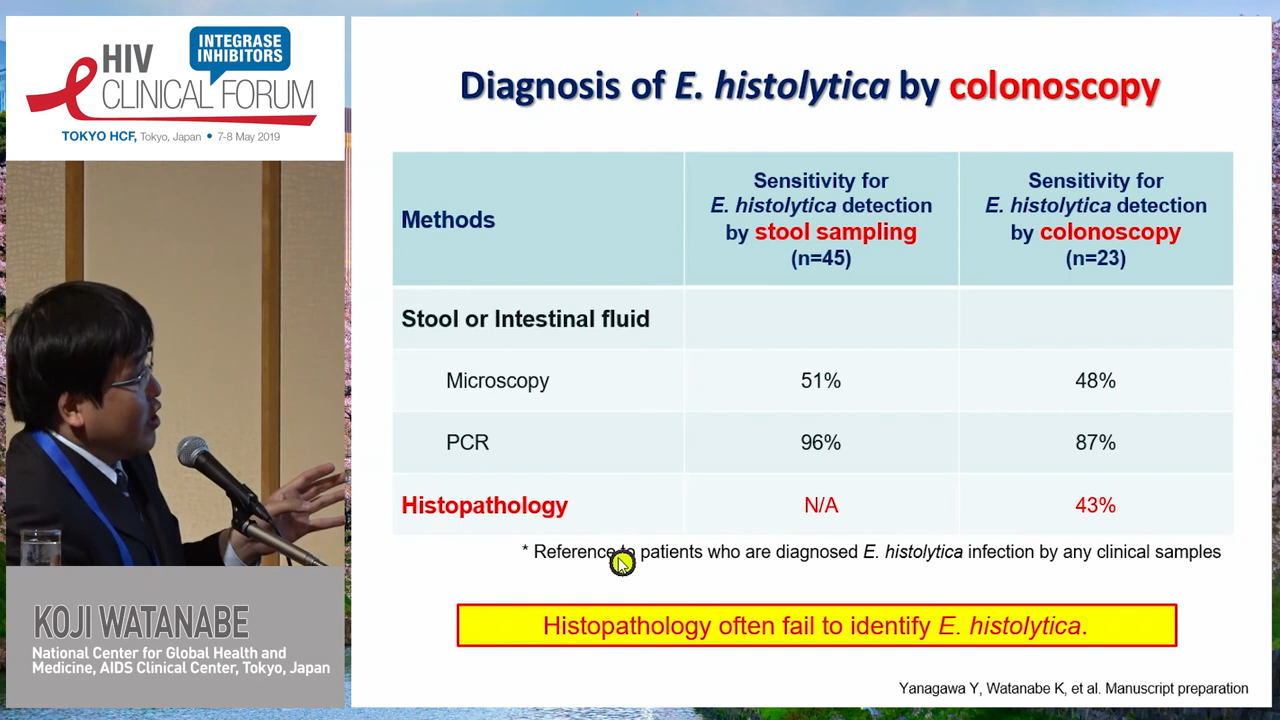 INTEGRASE
INHIBITORS
HIV
CLINICAL FORUM
TOKYO HCF, Tokyo, Japan • 7-8 May 2019
KOJI WATANABE
National Center for Global Health and
Medicine, AIDS Clinical Center, Tokyo, Japan
Diagnosis of E. histolytica by colonoscopy
Methods
Sensitivity for
E. histolytica detection
by stool sampling
(n=45)
Sensitivity for
E. histolytica detection
by colonoscopy
(n=23)
Stool or Intestinal fluid
Microscopy 51% 48%
PCR 96% 87%
Histopathology N/A 43%
* Reference to patients who are diagnosed E. histolytica infection by any clinical samples
Histopathology often fail to identify E. histolytica.
Yanagawa Y, Watanabe K, et al. Manuscript preparation